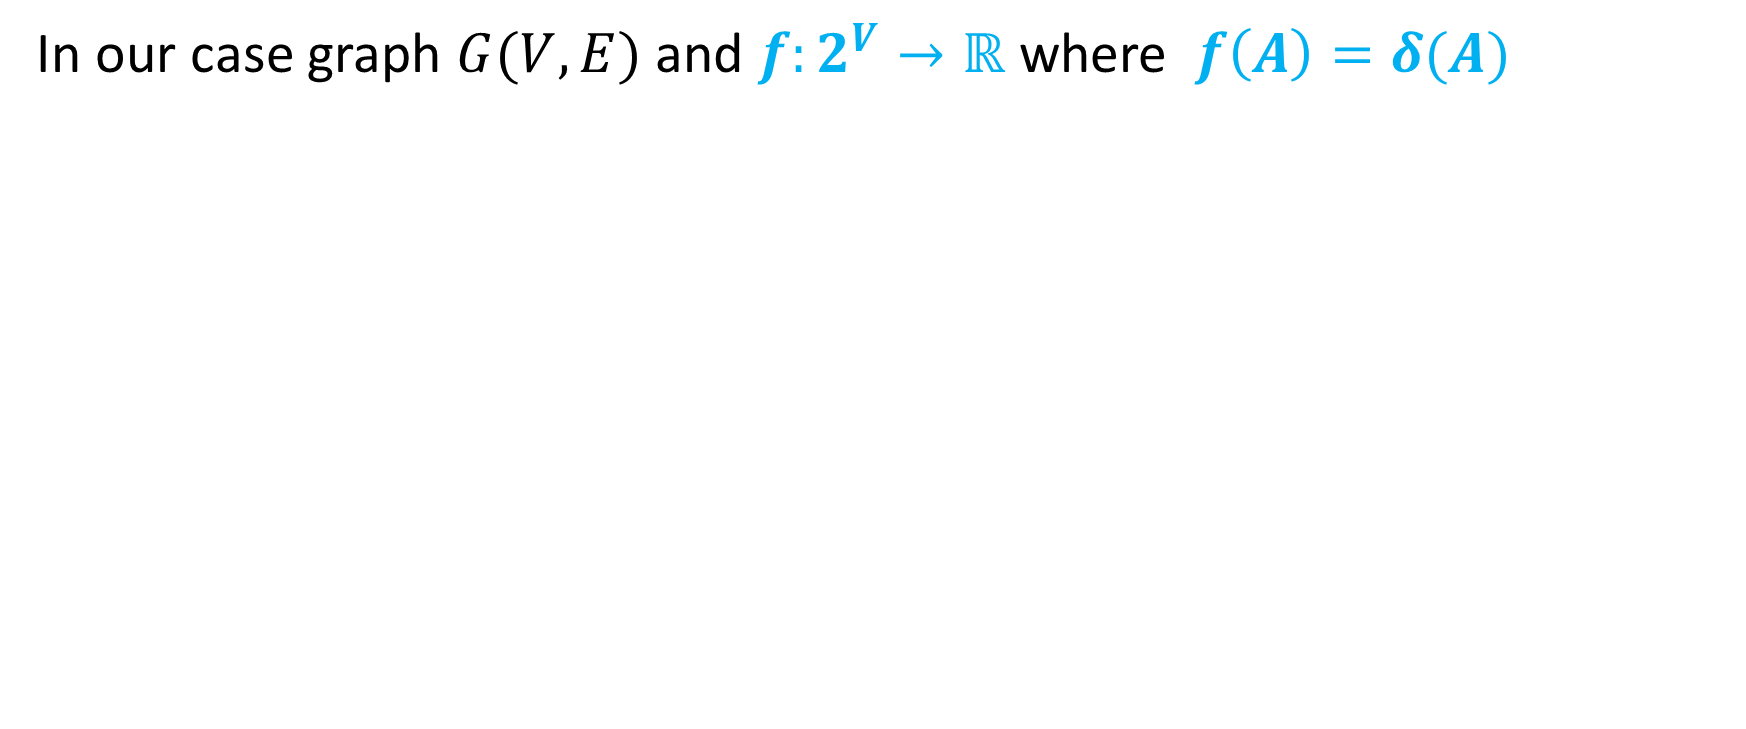 In our case graph G(V, E) and f: 2^V → ℝ where f(A) = δ(A)